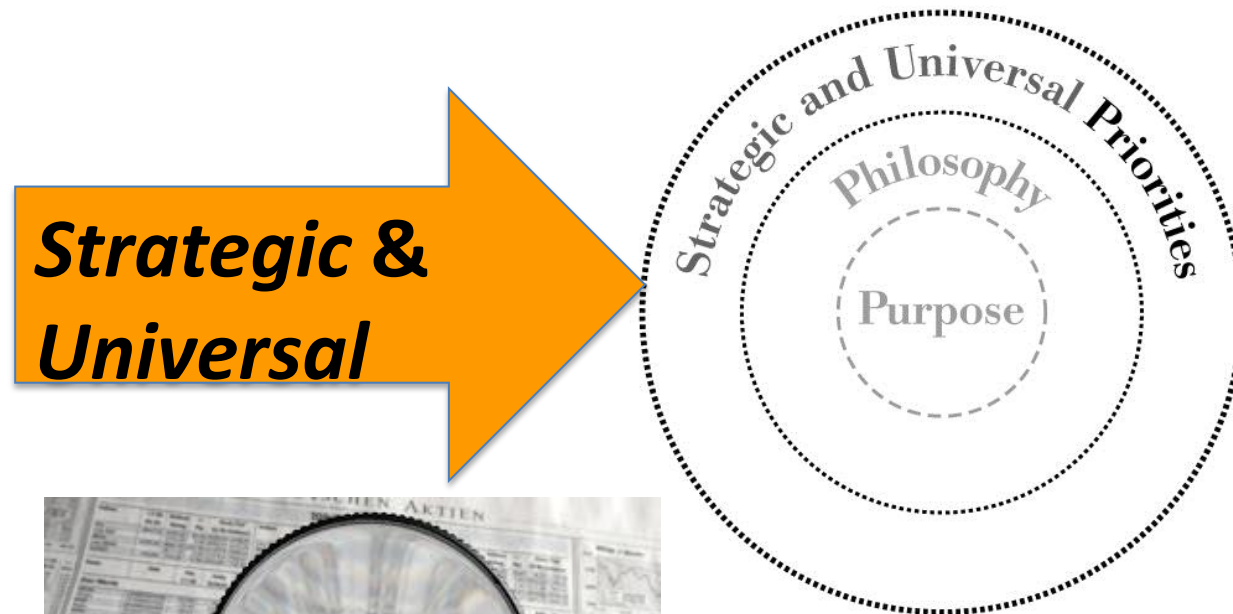 Strategic &
Universal
Strategic and Universal Priorities
Philosophy
Purpose
AKTIEN